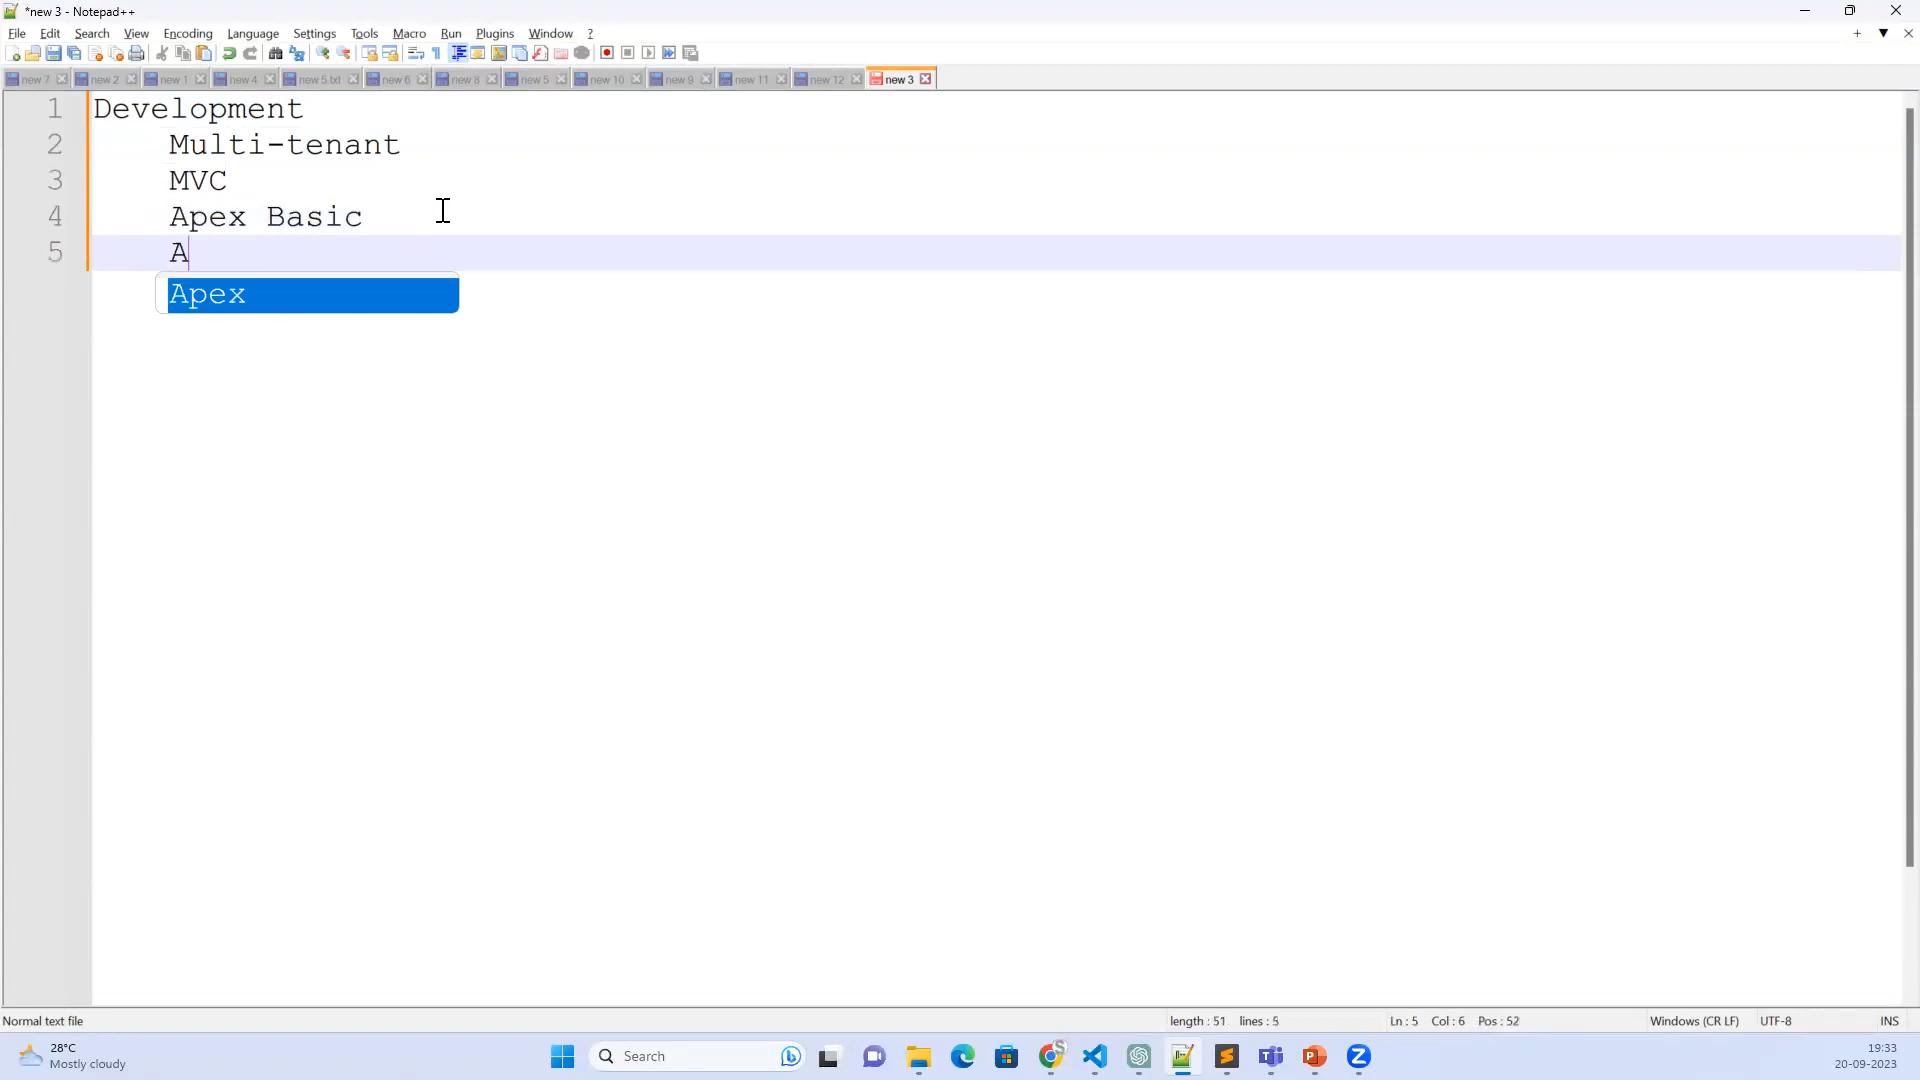 *new 3 - Notepad++
File Edit Search View Encoding Language Settings Tools Macro Run Plugins Window ?
new 7 new 2 new 1 new 4 new 5.txt new 6 new 8 new 5 new 10 new 9 new 11 new 12 new 3
1 Development
2 Multi-tenant
3 MVC
4 Apex Basic
5 A
Apex
Normal text file length : 51 lines : 5 Ln : 5 Col : 6 Pos : 52 Windows (CR LF) UTF-8 INS
28°C
Mostly cloudy
Search
19:33
20-09-2023